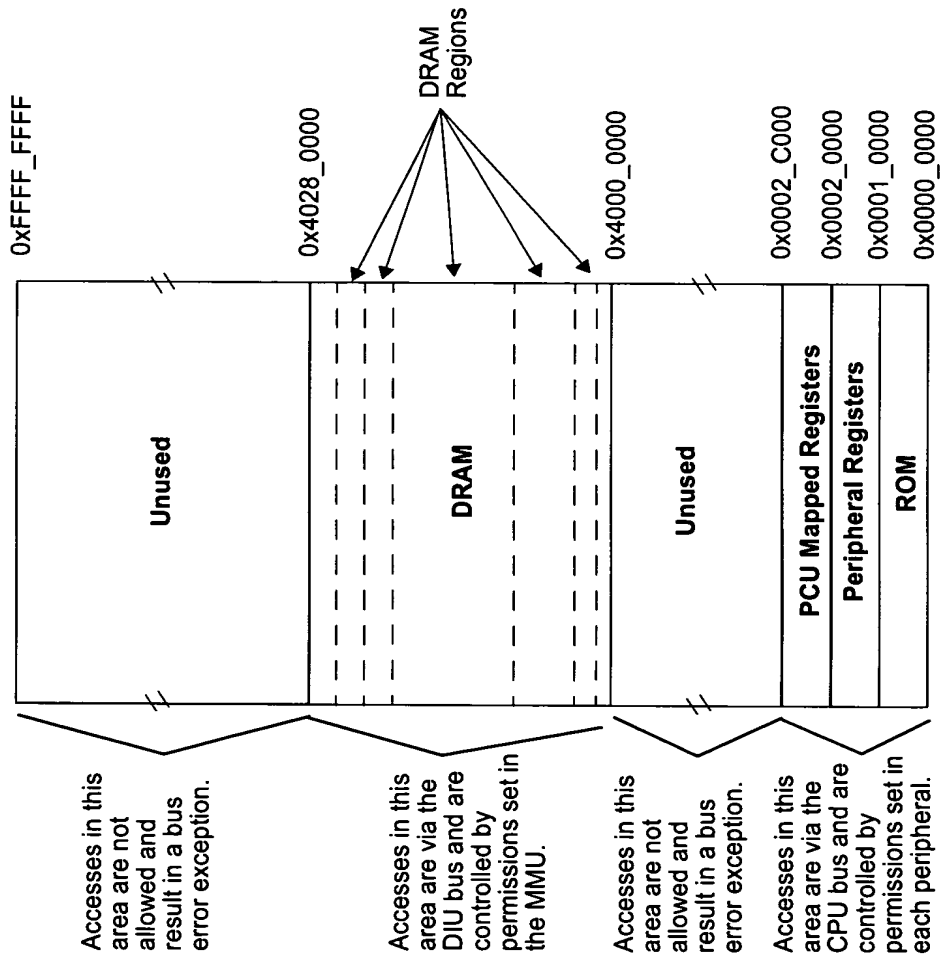 0xFFFF_FFFF
Accesses in this
area are not
allowed and
result in a bus
error exception.
Unused
0x4028_0000
DRAM
Regions
Accesses in this
area are via the
DIU bus and are
controlled by
permissions set in
the MMU.
DRAM
0x4000_0000
Accesses in this
area are not
allowed and
result in a bus
error exception.
Unused
0x0002_C000
Accesses in this
area are via the
CPU bus and are
controlled by
permissions set in
each peripheral.
PCU Mapped Registers
0x0002_0000
Peripheral Registers
0x0001_0000
ROM
0x0000_0000